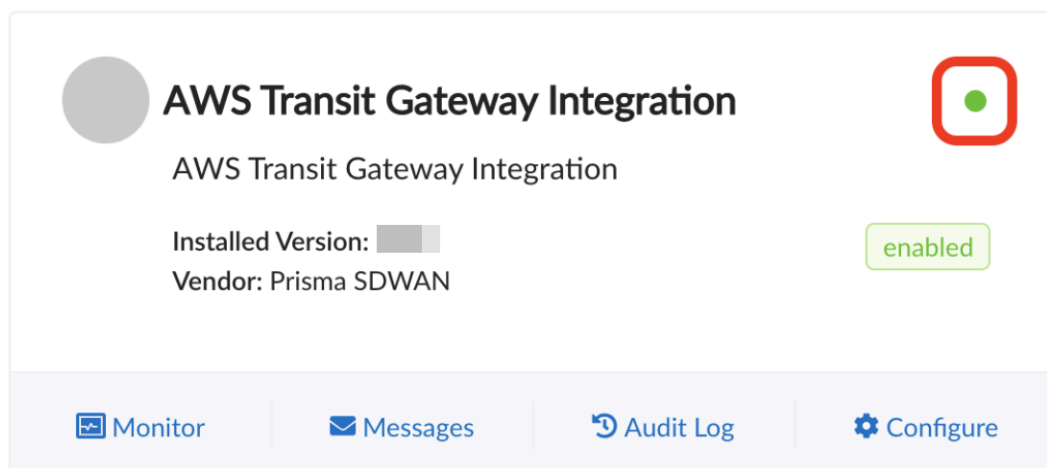 AWS Transit Gateway Integration
AWS Transit Gateway Integration
Installed Version:
enabled
Vendor: Prisma SDWAN
Monitor Messages Audit Log Configure